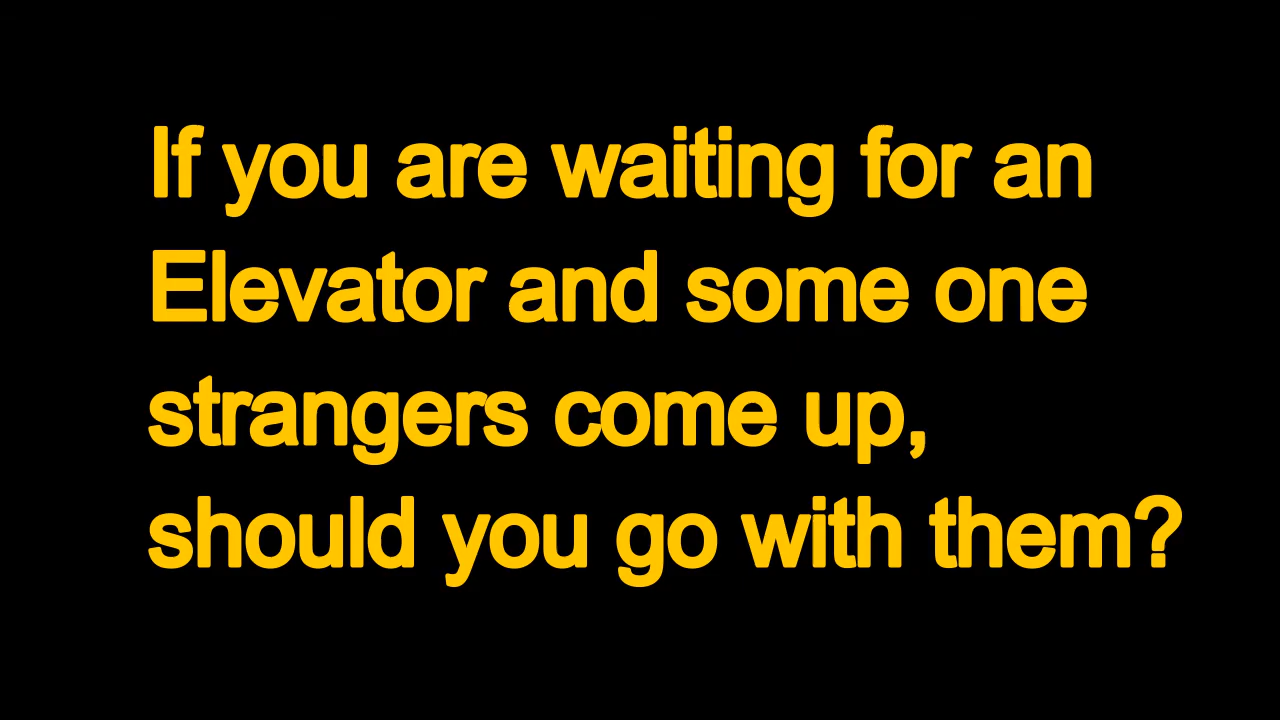 If you are waiting for an
Elevator and some one
strangers come up,
should you go with them?